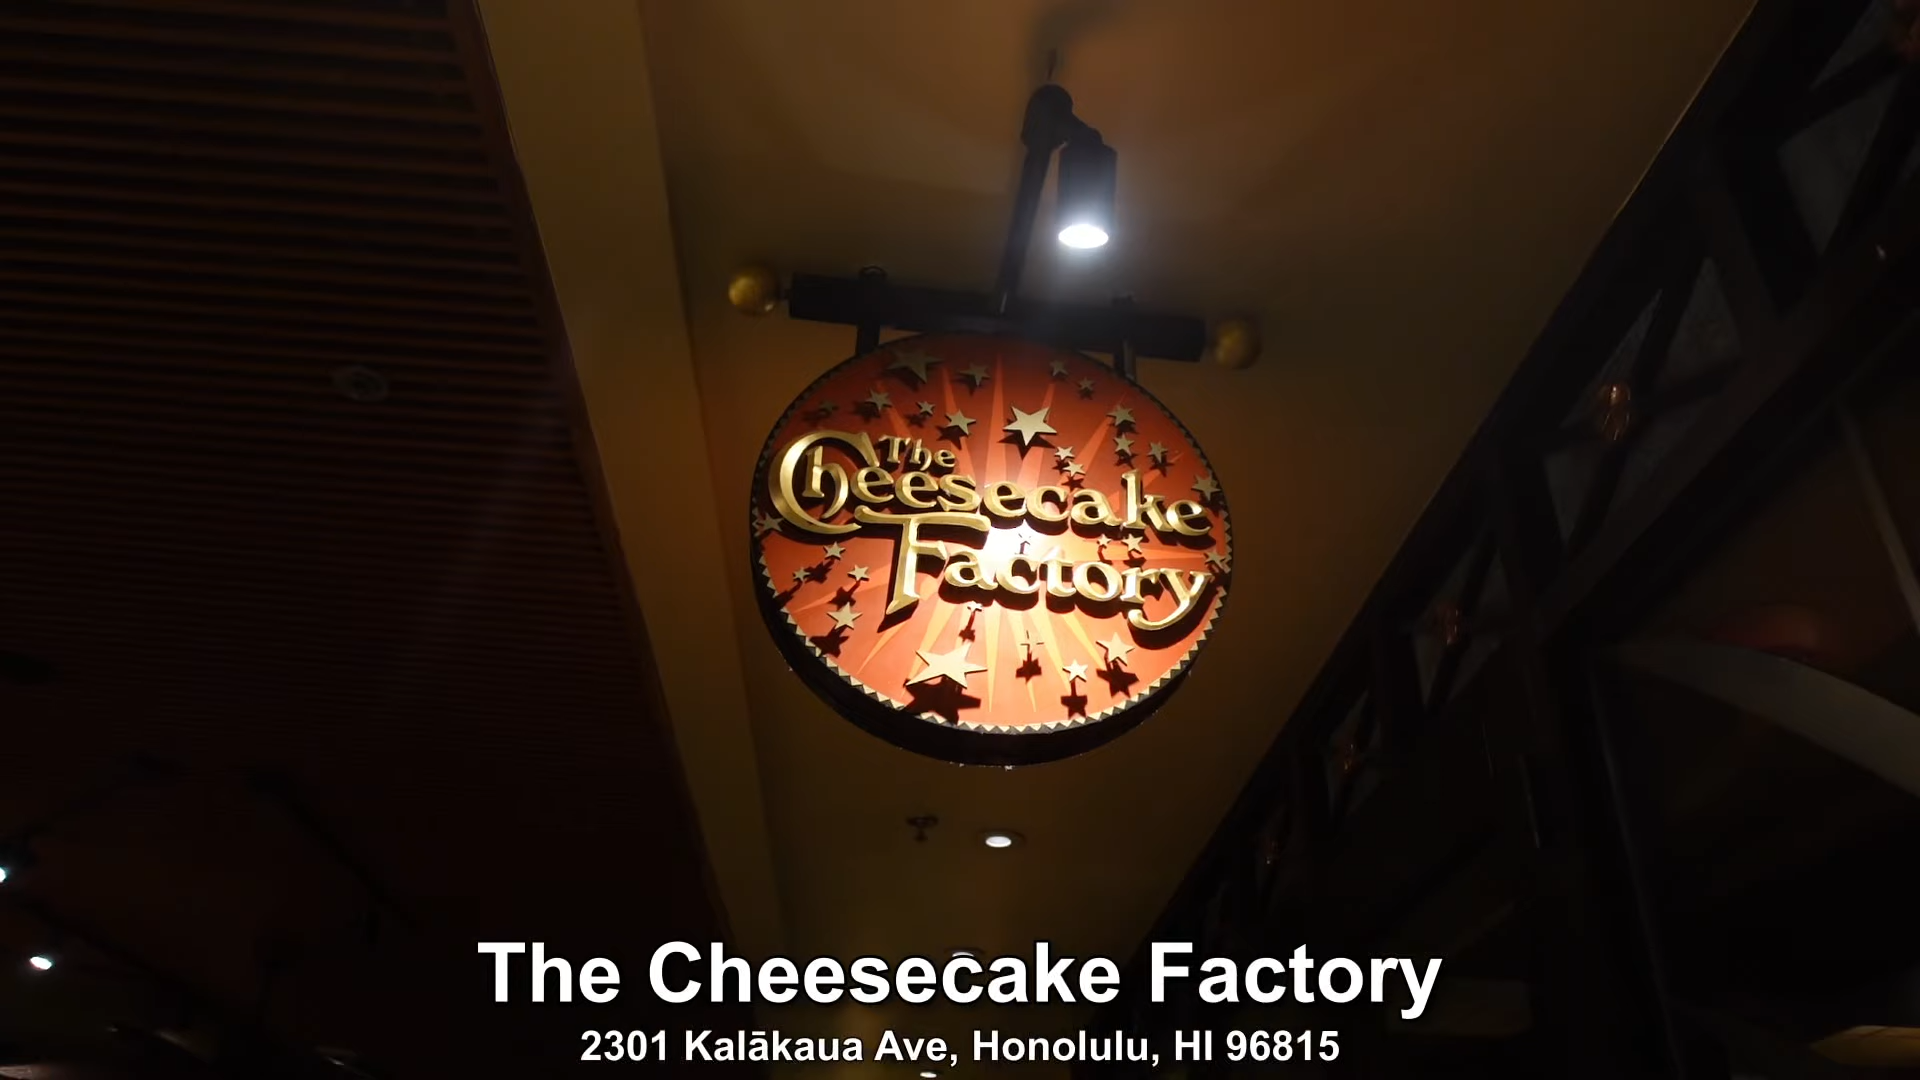 The
Cheesecake
Factory
The Cheesecake Factory
2301 Kalākaua Ave, Honolulu, HI 96815